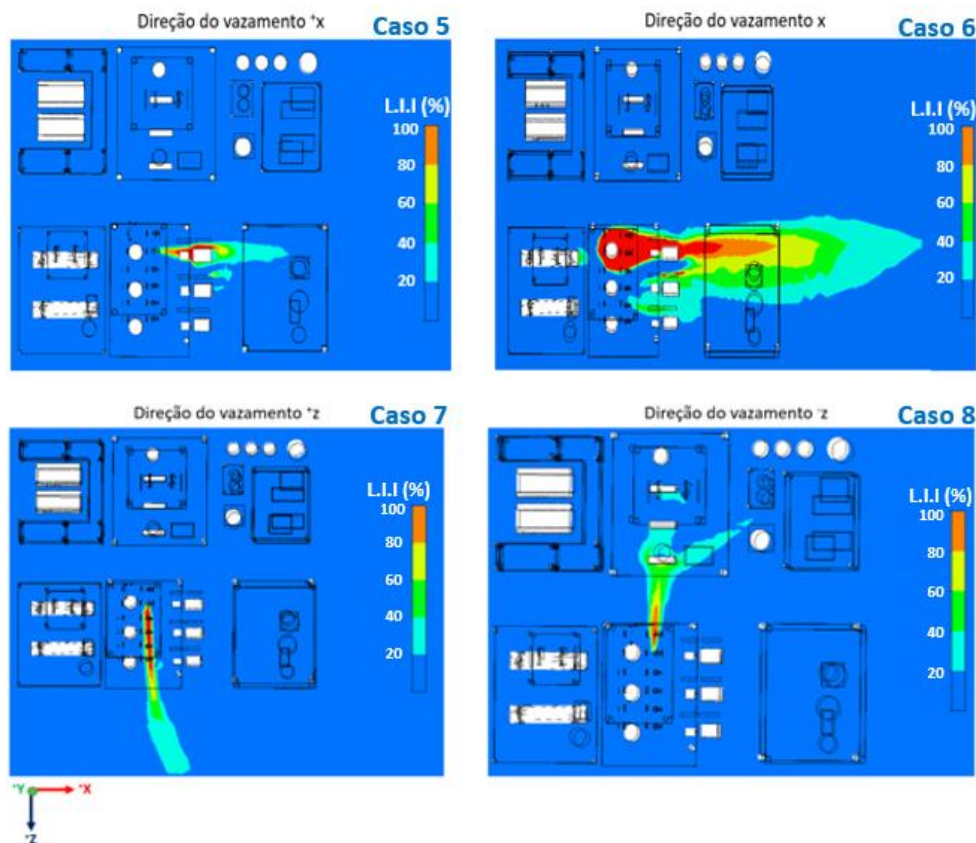 Direção do vazamento +x Caso 5
L.I.I (%)
100
80
60
40
20
Direção do vazamento x Caso 6
L.I.I (%)
100
80
60
40
20
Direção do vazamento +z Caso 7
L.I.I (%)
100
80
60
40
20
Direção do vazamento -z Caso 8
L.I.I (%)
100
80
60
40
20
+Y +X
+Z